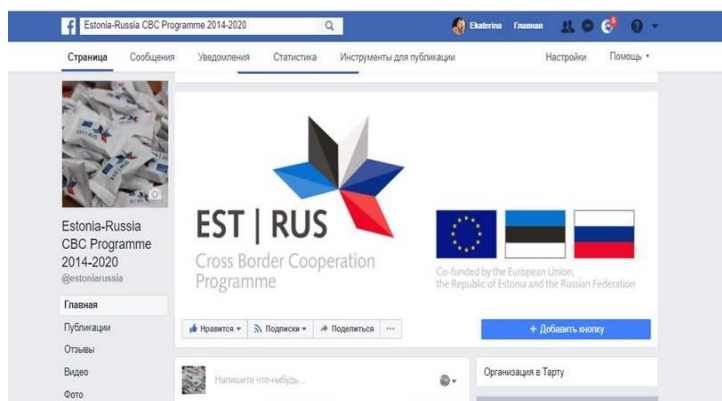 Estonia-Russia CBC Programme 2014-2020
Ekaterina Главная
Страница Сообщения Уведомления Статистика Инструменты для публикации Настройки Помощь
EST | RUS
Cross Border Cooperation
Programme
Co-funded by the European Union,
the Republic of Estonia and the Russian Federation
Estonia-Russia
CBC Programme
2014-2020
@estoniarussia
Главная
Публикации
Отзывы
Видео
Фото
Нравится Подписки Поделиться ...
+ Добавить кнопку
Напишите что-нибудь...
Организация в Тарту